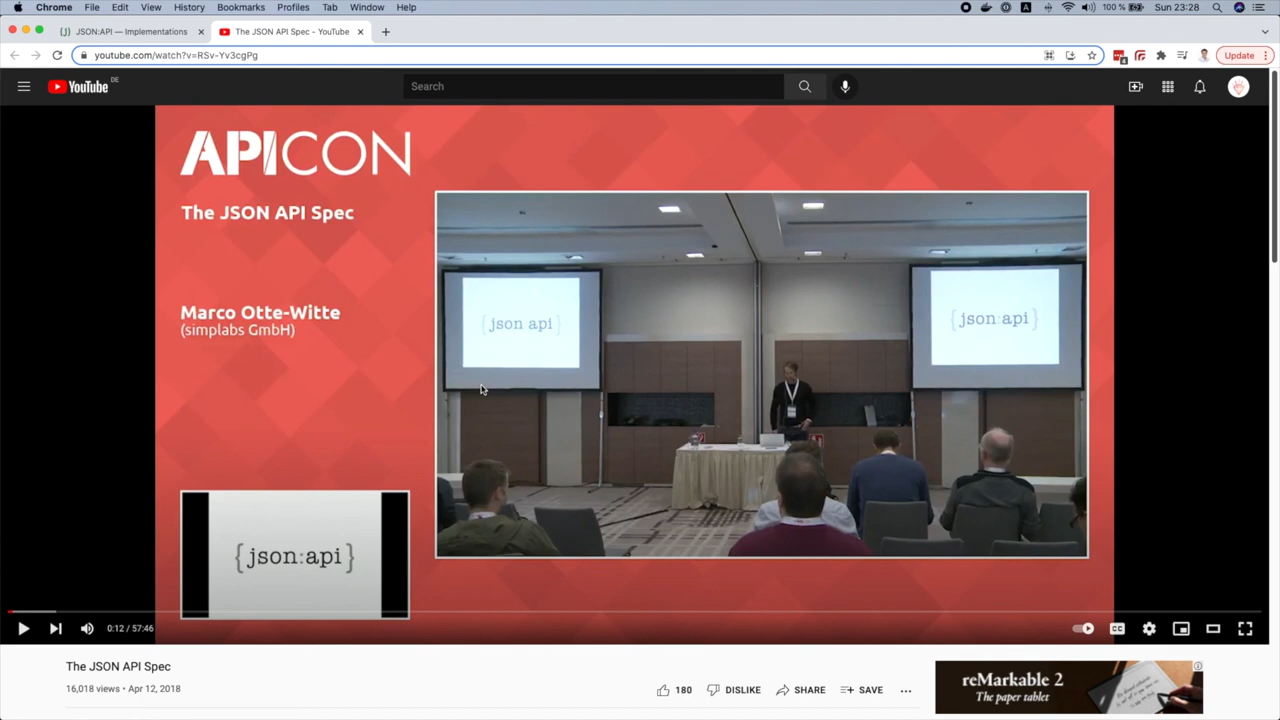 Chrome File Edit View History Bookmarks Profiles Tab Window Help 100 % Sun 23:28
JSON:API — Implementations
The JSON API Spec - YouTube
youtube.com/watch?v=RSv-Yv3cgPg
Update
YouTube DE
Search
APICON
The JSON API Spec
Marco Otte-Witte
(simplabs GmbH)
{json api}
{json api}
{json:api}
0:12 / 57:46
CC
The JSON API Spec
16,018 views • Apr 12, 2018
180 DISLIKE SHARE SAVE
reMarkable 2
The paper tablet